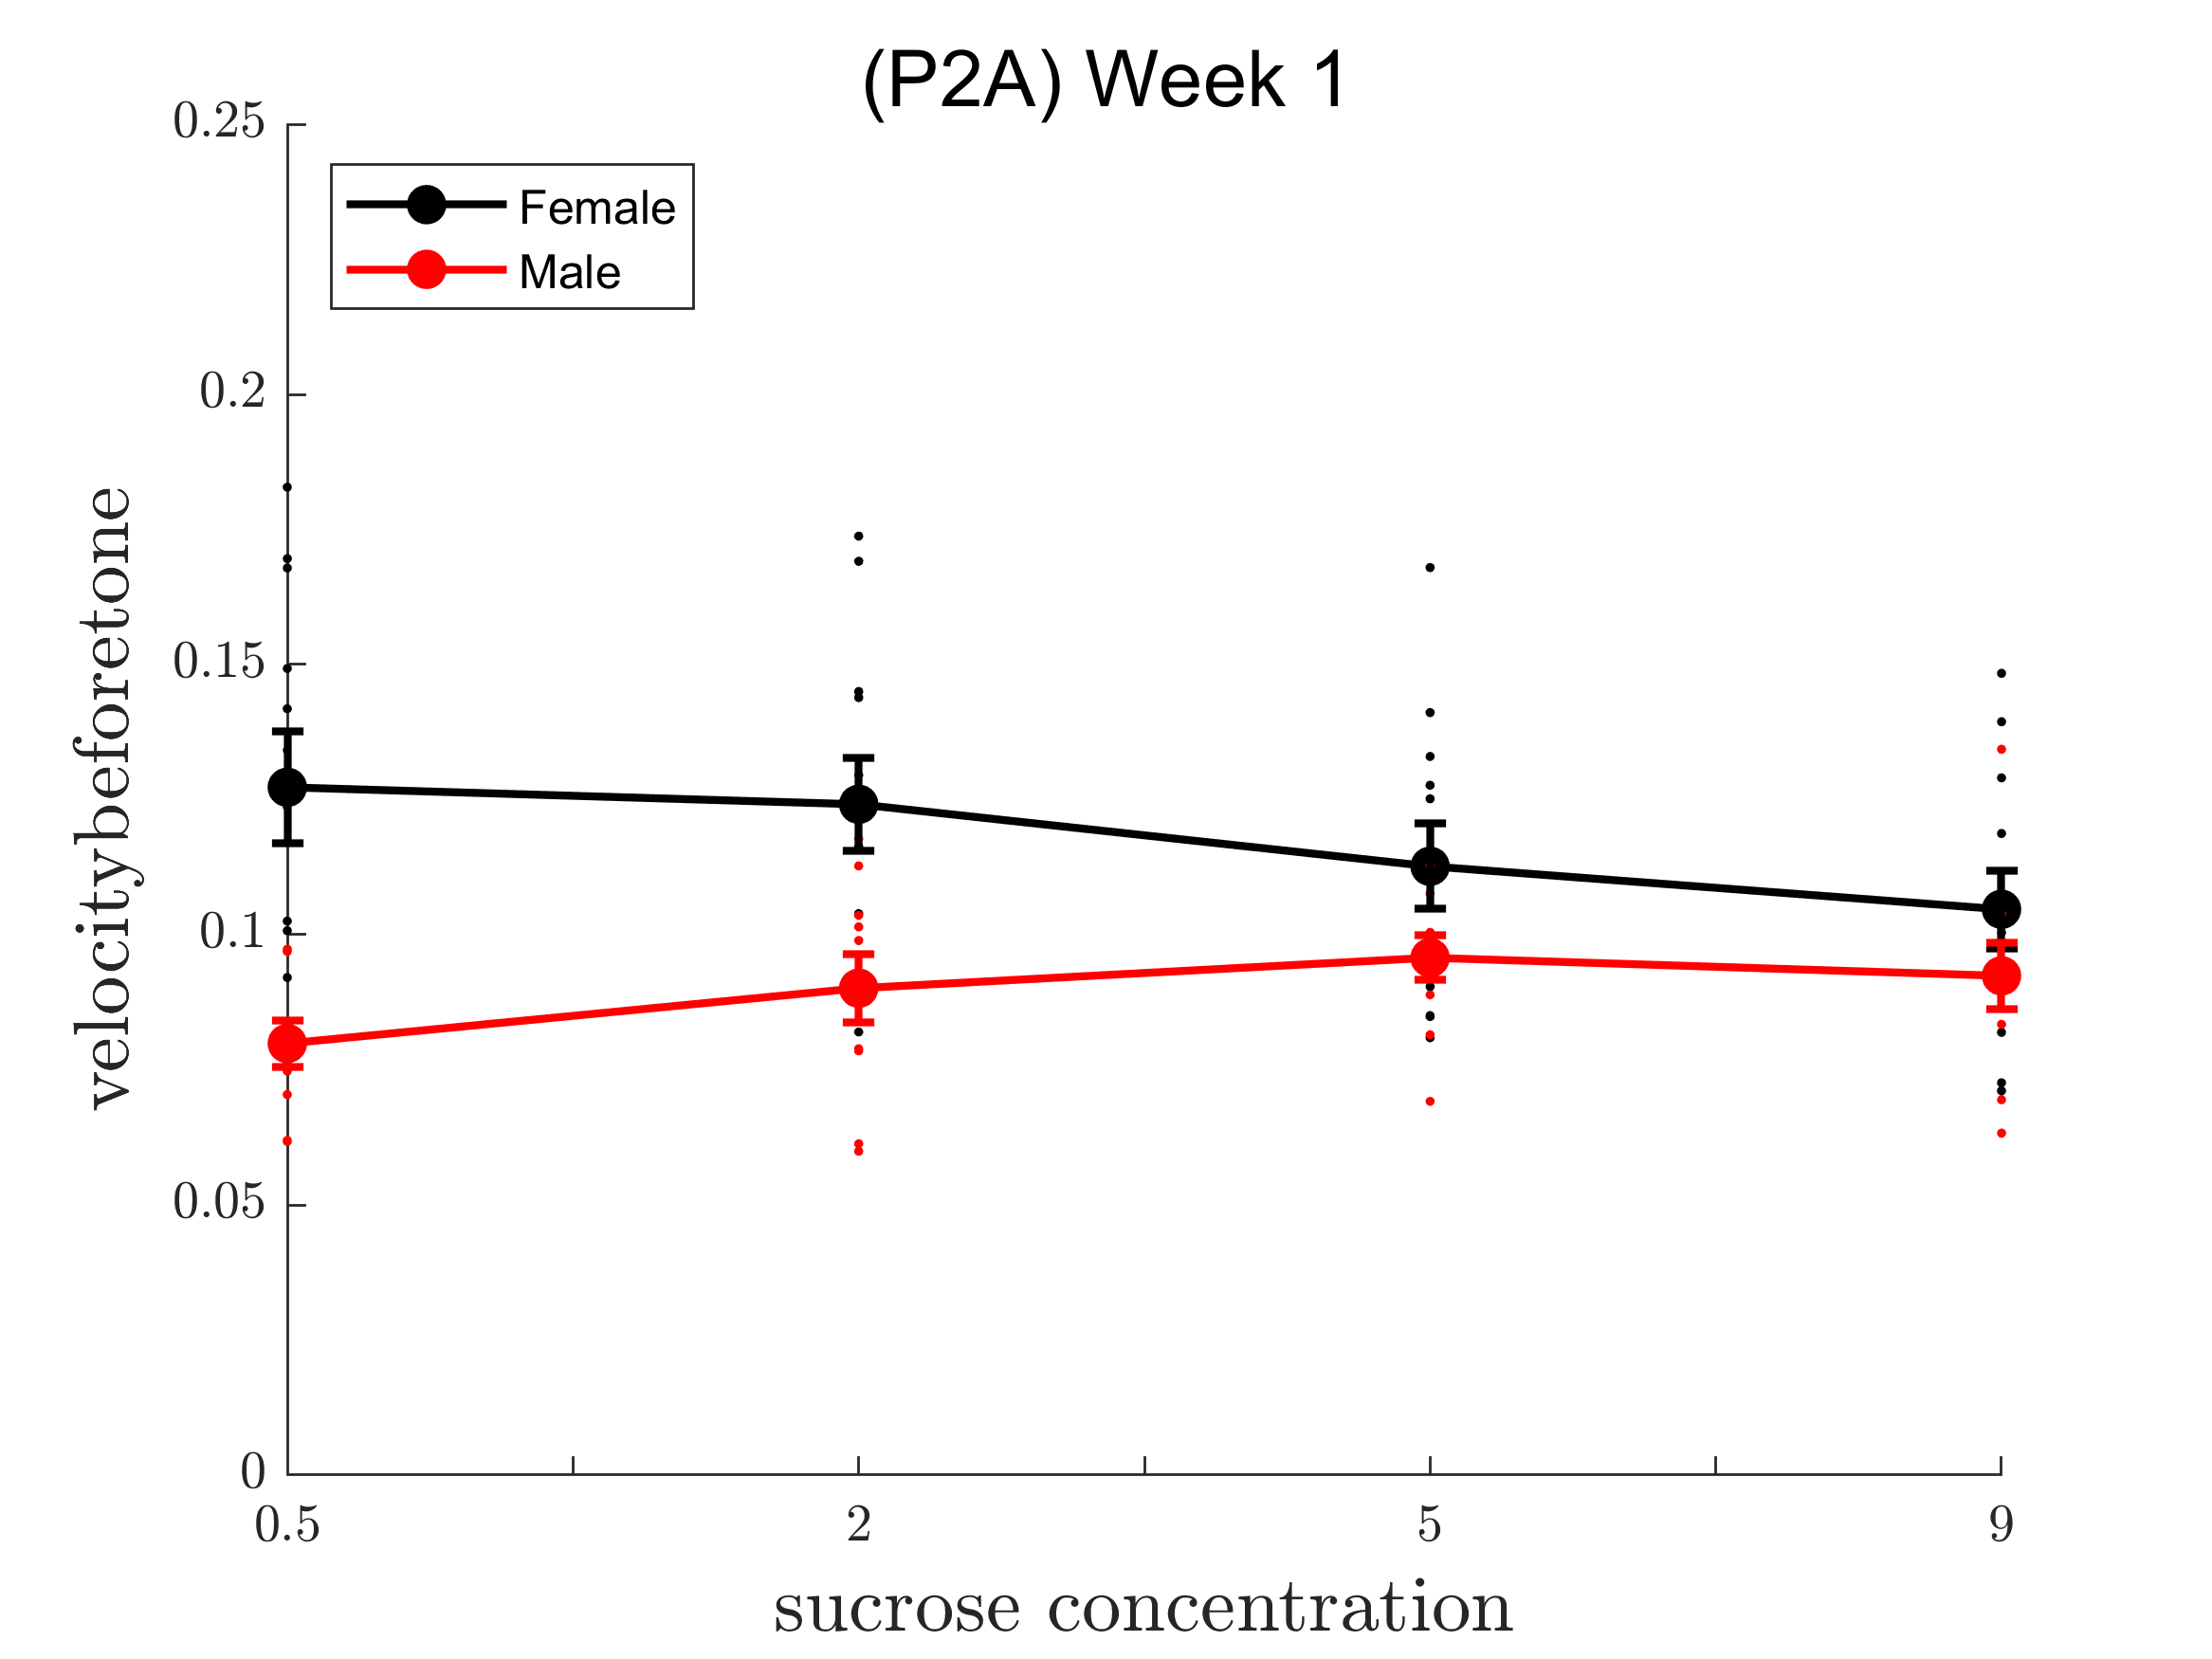 (P2A) Week 1
Female
Male
0.25
0.2
0.15
0.1
0.05
0
velocitybeforetone
0.5 2 5 9
sucrose concentration